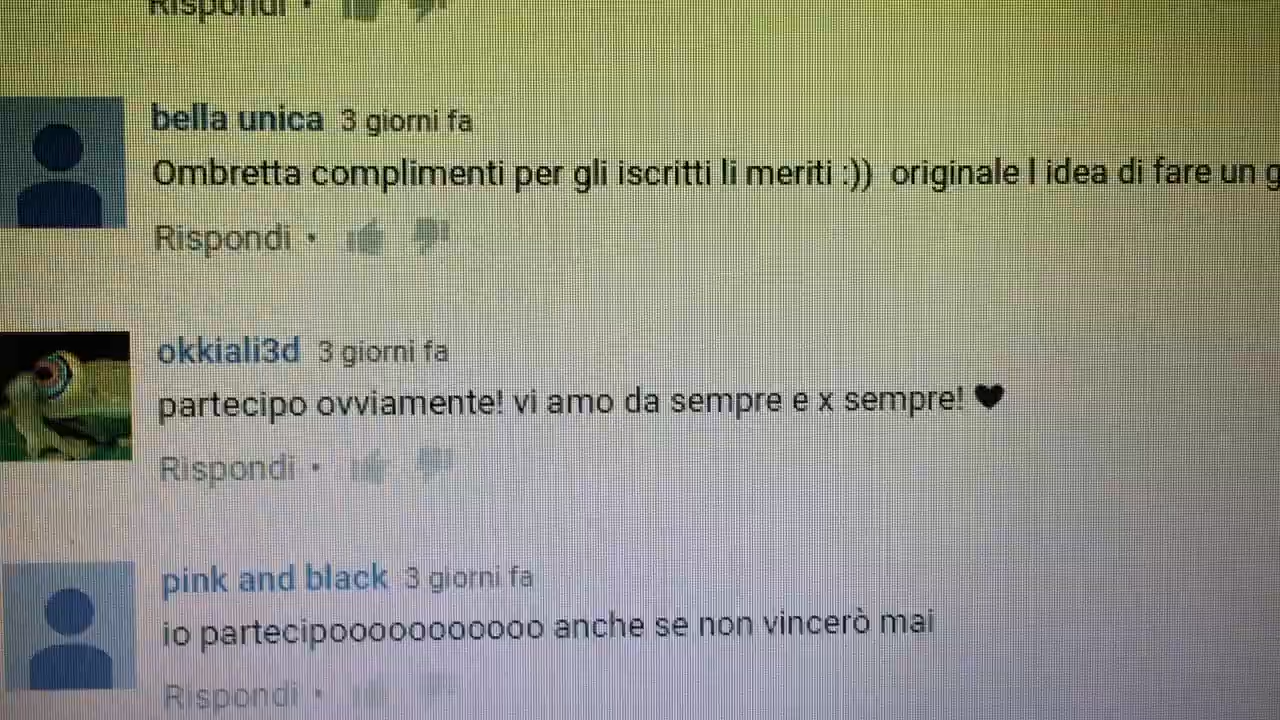 Rispondi •
bella unica 3 giorni fa
Ombretta complimenti per gli iscritti li meriti :)) originale l idea di fare un g
Rispondi •
okkiali3d 3 giorni fa
partecipo ovviamente! vi amo da sempre e x sempre! ♥
Rispondi •
pink and black 3 giorni fa
io partecipooooooooooo anche se non vincerò mai
Rispondi •